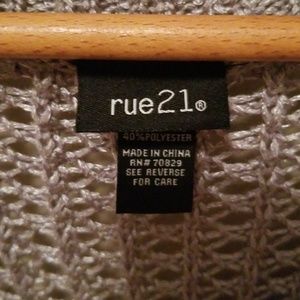 rue21®
40% POLYESTER
MADE IN CHINA
RN# 70829
SEE REVERSE
FOR CARE